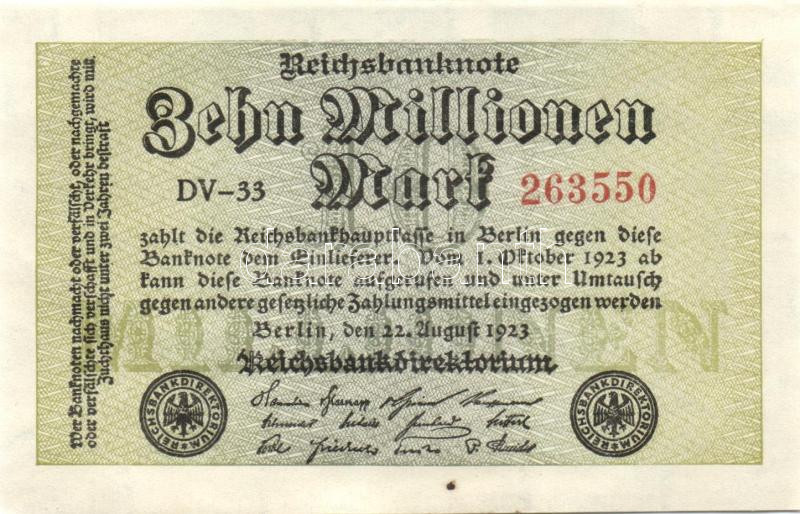 Reichsbanknote
Zehn Millionen
Mark
DV-33
263550
zahlt die Reichsbankhauptkasse in Berlin gegen diese
Banknote dem Einlieferer. Vom 1. Oktober 1923 ab
kann diese Banknote aufgerufen und unter Umtausch
gegen andere gesetzliche Zahlungsmittel eingezogen werden
Berlin, den 22. August 1923
Reichsbankdirektorium
Wer Banknoten nachmacht oder verfälscht, oder nachgemachte
oder verfälschte sich verschafft und in Verkehr bringt, wird mit
Zuchthaus nicht unter zwei Jahren bestraft
REICHSBANKDIREKTORIUM
REICHSBANKDIREKTORIUM